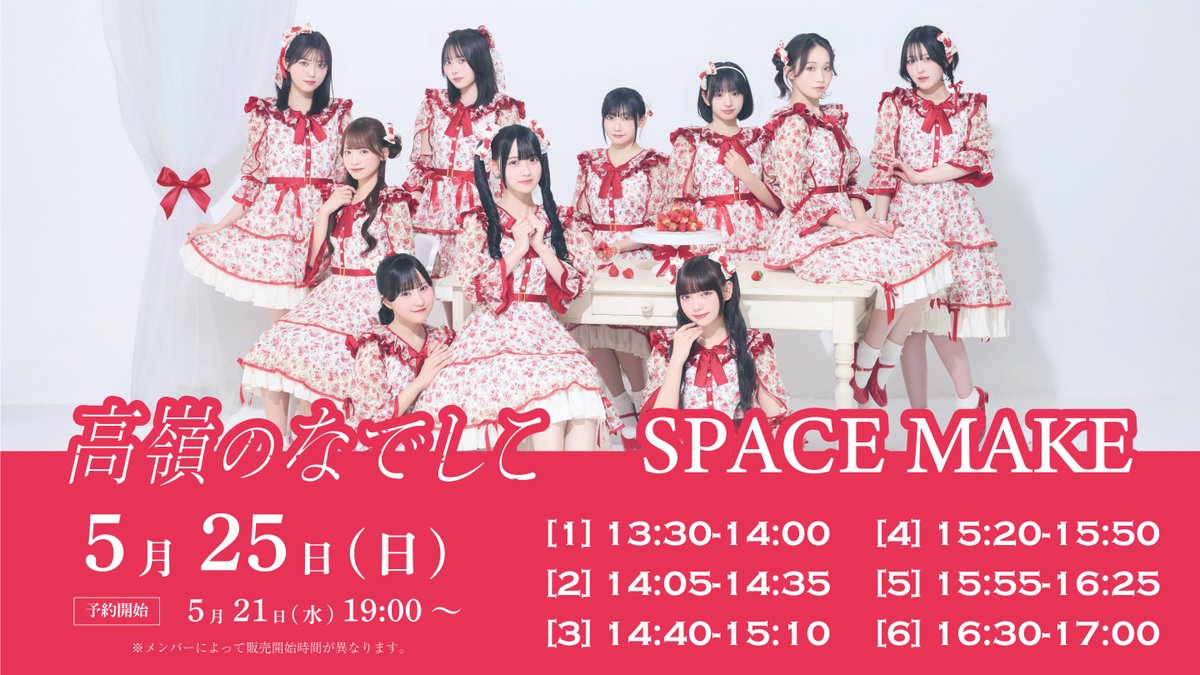 高嶺のなでしこ
SPACE MAKE
5月25日(日)
予約開始 5月21日(水)19:00〜
※メンバーによって販売開始時間が異なります。
[1] 13:30-14:00
[2] 14:05-14:35
[3] 14:40-15:10
[4] 15:20-15:50
[5] 15:55-16:25
[6] 16:30-17:00